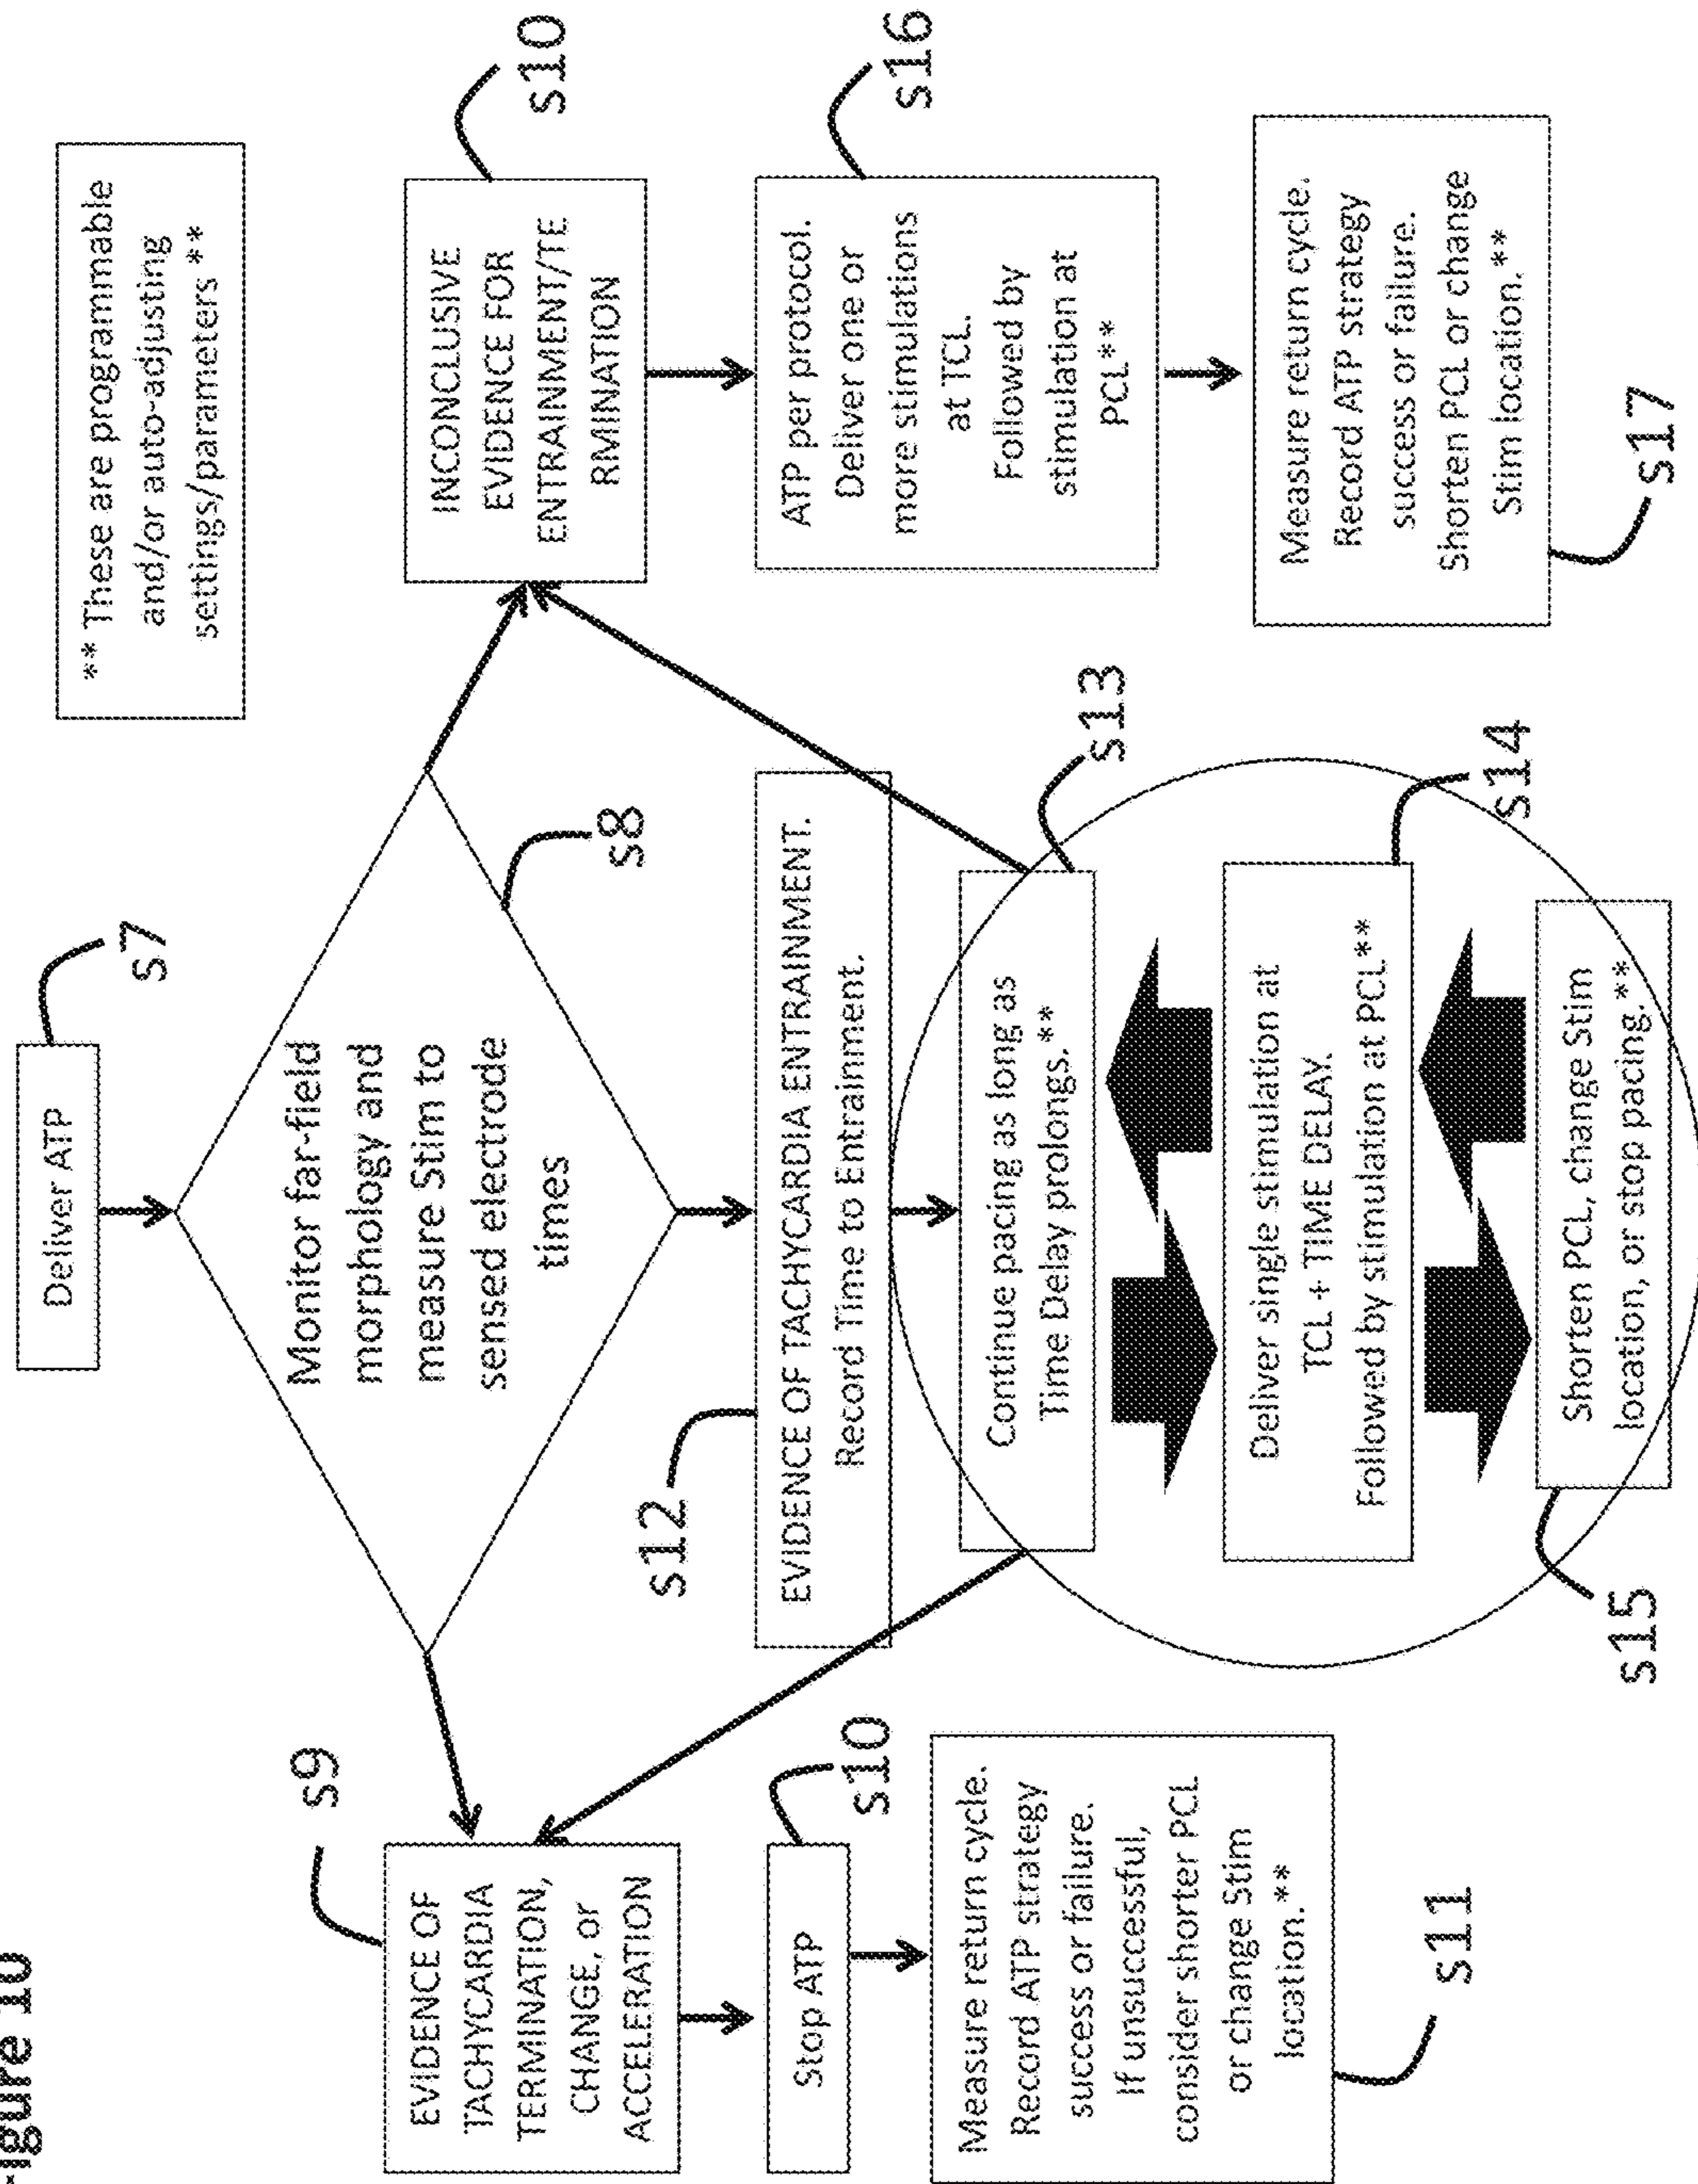 Figure 10
Deliver ATP
s7
** These are programmable
and/or auto-adjusting
settings/parameters **
Monitor far-field
morphology and
measure Stim to
sensed electrode
times
s8
s9
EVIDENCE OF
TACHYCARDIA
TERMINATION,
CHANGE, or
ACCELERATION
INCONCLUSIVE
EVIDENCE FOR
ENTRAINMENT/TE
RMINATION
s10
s12
EVIDENCE OF TACHYCARDIA ENTRAINMENT.
Record Time to Entrainment.
Stop ATP
s10
ATP per protocol.
Deliver one or
more stimulations
at TCL.
Followed by
stimulation at
PCL**
s16
Continue pacing as long as
Time Delay prolongs.**
s13
Measure return cycle.
Record ATP strategy
success or failure.
If unsuccessful,
consider shorter PCL
or change Stim
location.**
s11
Deliver single stimulation at
TCL + TIME DELAY.
Followed by stimulation at PCL**
s14
Measure return cycle.
Record ATP strategy
success or failure.
Shorten PCL or change
Stim location.**
s17
Shorten PCL, change Stim
location, or stop pacing.**
s15